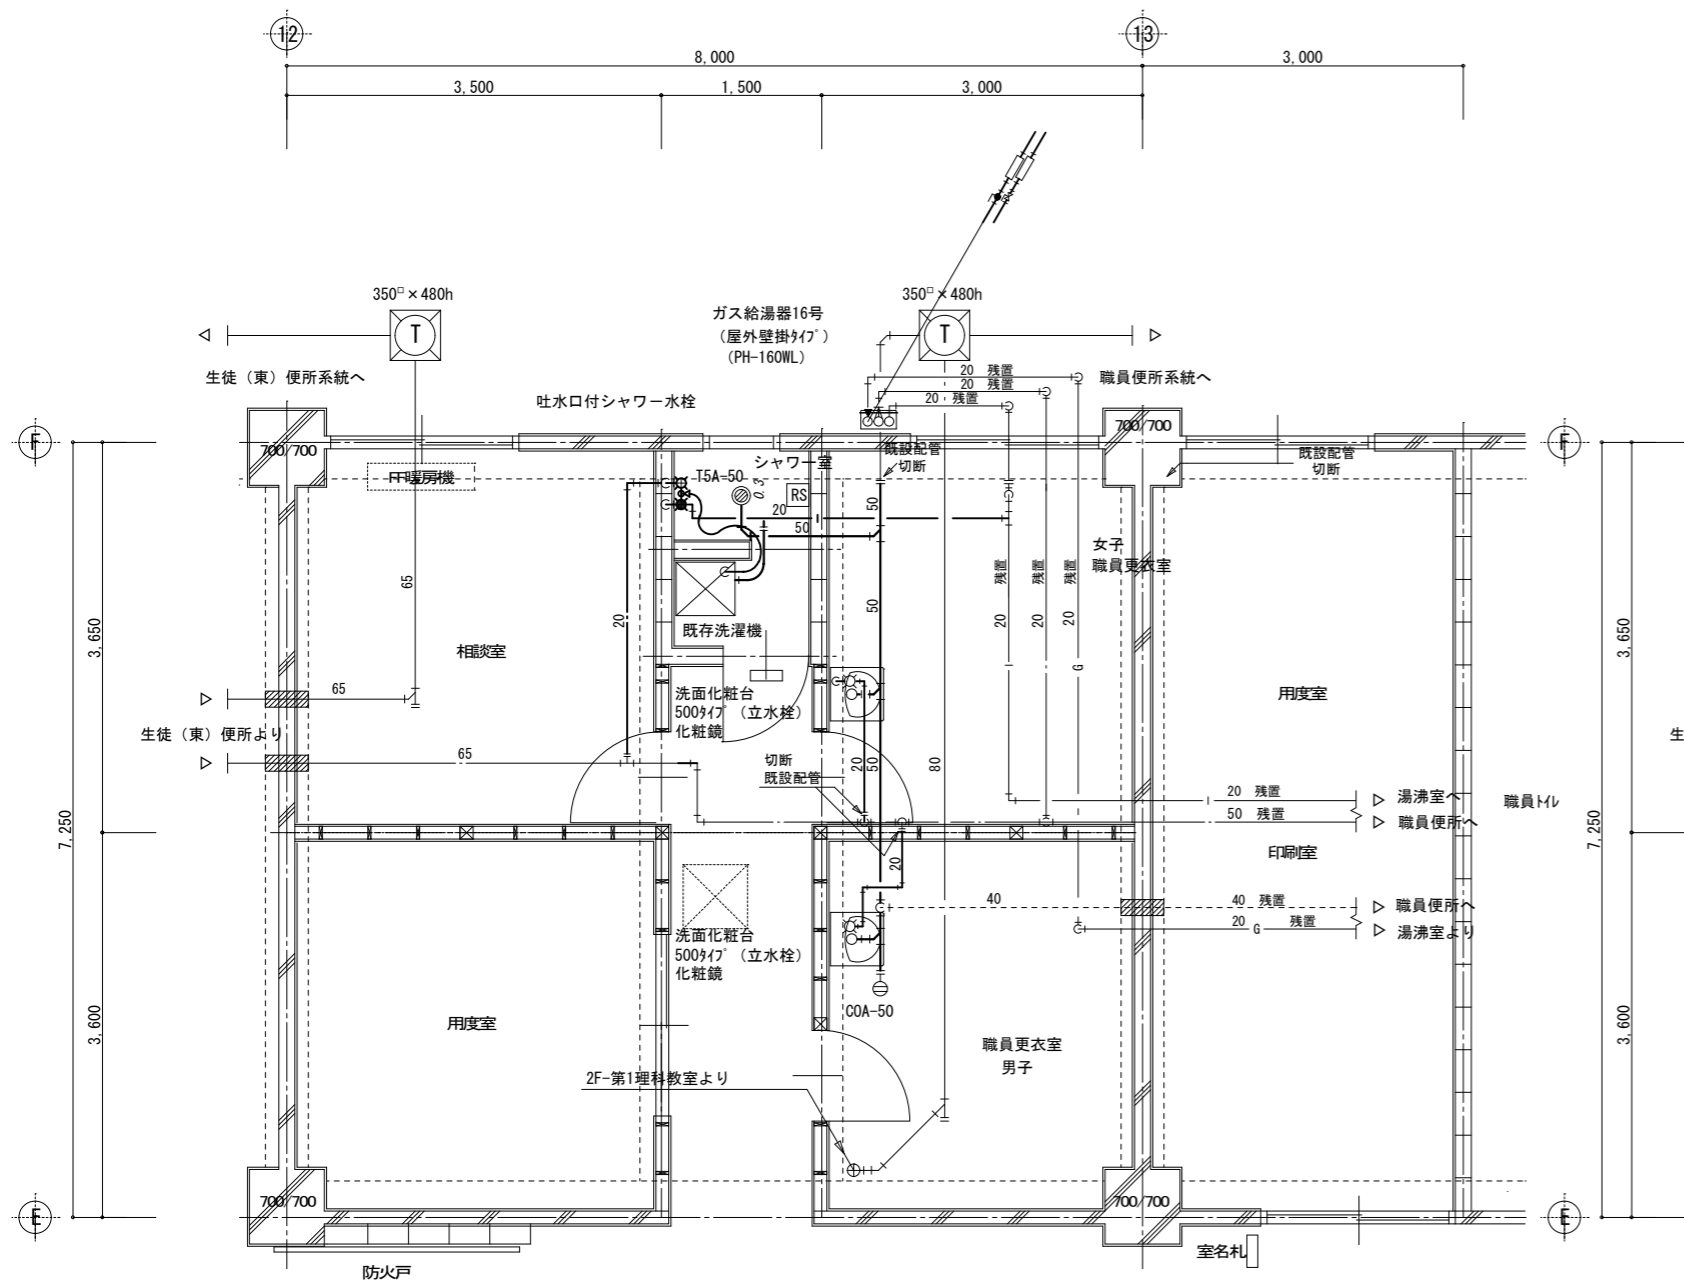 12
13
8,000
3,000
3,500
1,500
3,000
350□×480h
T
ガス給湯器16号
(屋外壁掛ﾀｲﾌﾟ)
(PH-160WL)
350□×480h
T
生徒（東）便所系統へ
職員便所系統へ
20 残置
20 残置
20 残置
吐水口付シャワー水栓
F
700/700
700/700
F
FF暖房機
T5A-50
シャワー室
既設配管
切断
既設配管
切断
0.3
RS
20
50
50
65
20
50
女子
職員更衣室
20 残置
20 残置
20 残置
G
3,650
相談室
既存洗濯機
用度室
3,650
65
洗面化粧台
500ﾀｲﾌﾟ（立水栓）
化粧鏡
生徒（東）便所より
生
65
切断
既設配管
20
50
80
20 残置
湯沸室へ
職員ﾄｲﾚ
50 残置
職員便所へ
7,250
7,250
印刷室
20
40
40 残置
職員便所へ
20 G 残置
湯沸室より
洗面化粧台
500ﾀｲﾌﾟ（立水栓）
化粧鏡
COA-50
3,600
用度室
職員更衣室
男子
3,600
2F-第1理科教室より
700/700
700/700
E
E
室名札
防火戸